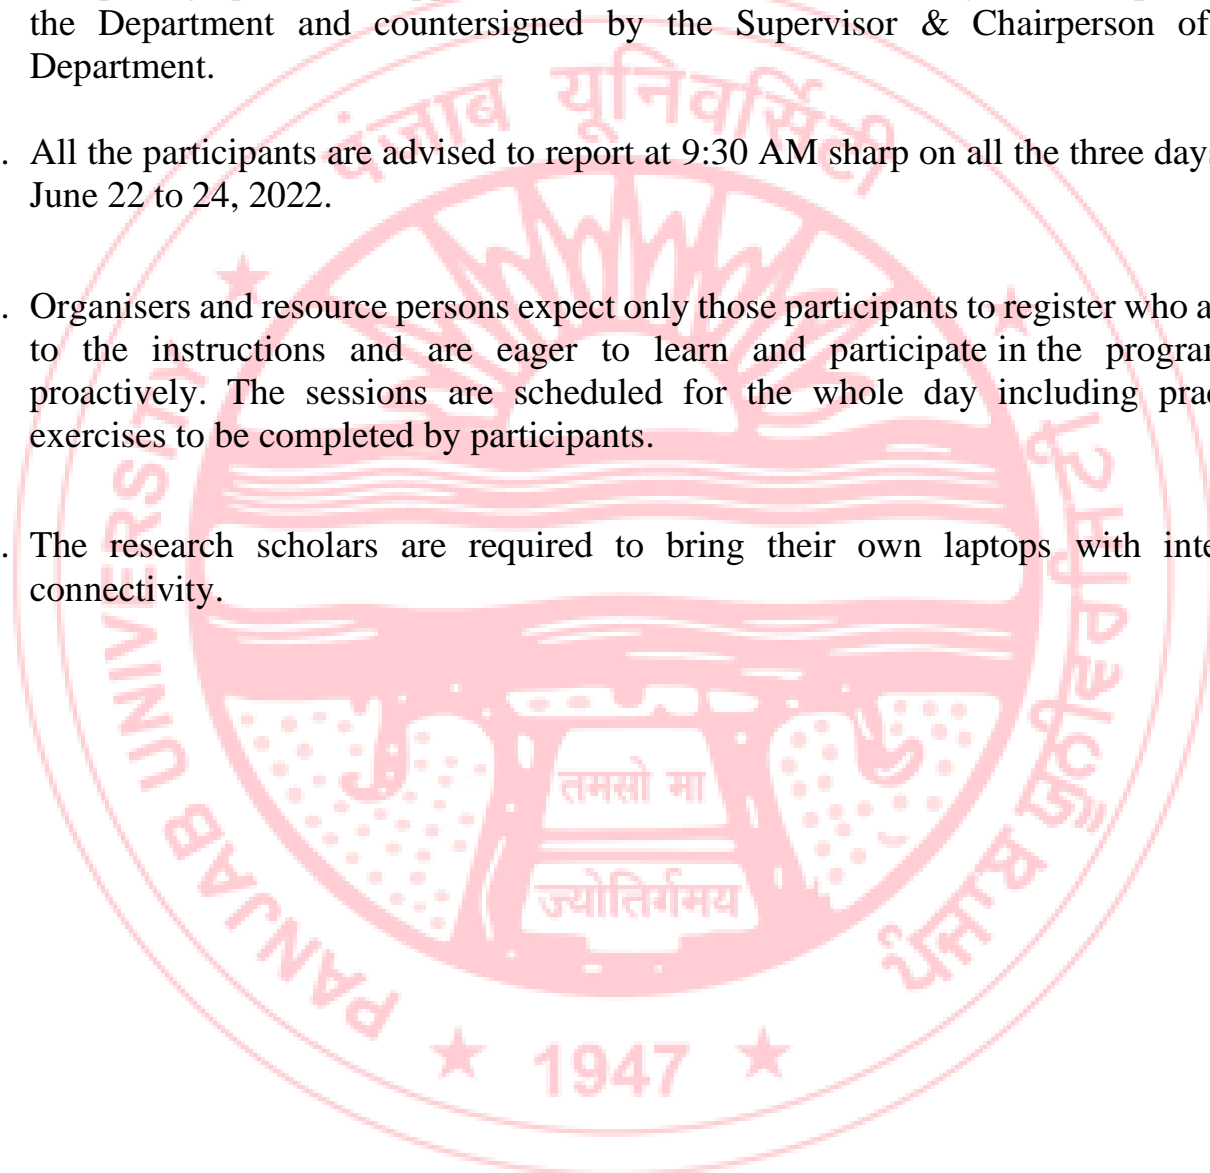 the Department and countersigned by the Supervisor & Chairperson of
Department.
. All the participants are advised to report at 9:30 AM sharp on all the three day
June 22 to 24, 2022.
. Organisers and resource persons expect only those participants to register who a
to the instructions and are eager to learn and participate in the progra
proactively. The sessions are scheduled for the whole day including pra
exercises to be completed by participants.
. The research scholars are required to bring their own laptops with inte
connectivity.
पंजाब यूनिवर्सिटी
PANJAB UNIVERSITY
ਪੰਜਾਬ ਯੂਨੀਵਰਸਿਟੀ
तमसो मा
ज्योतिर्गमय
★ 1947 ★